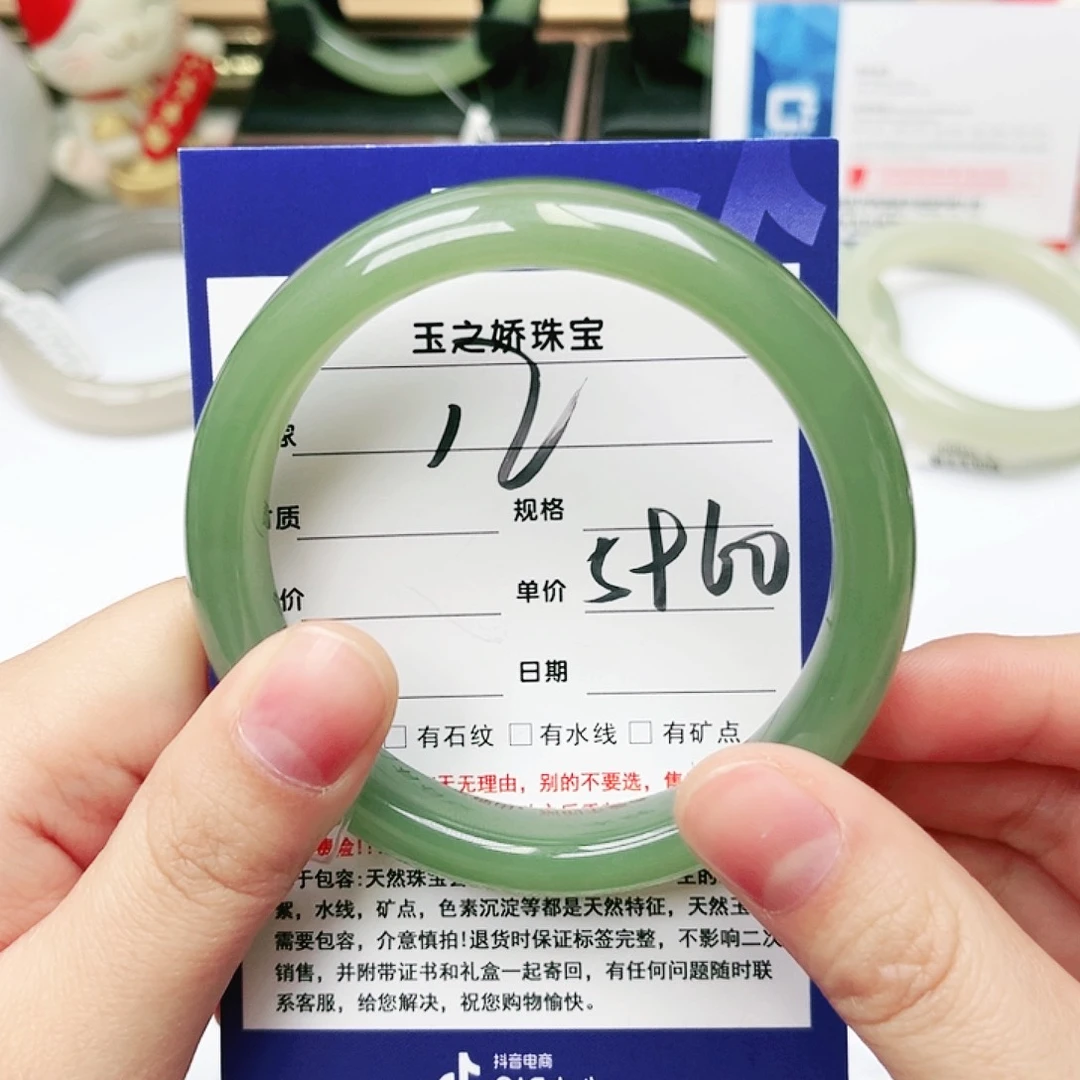 玉之娇珠宝
家
质 规格
价 单价 5460
日期
有石纹 有水线 有矿点
天无理由，别的不要选，售
险!!
于包容:天然珠宝
絮，水线，矿点，色素沉淀等都是天然特征，天然玉
需要包容，介意慎拍!退货时保证标签完整，不影响二次
销售，并附带证书和礼盒一起寄回，有任何问题随时联
系客服，给您解决，祝您购物愉快。
抖音电商